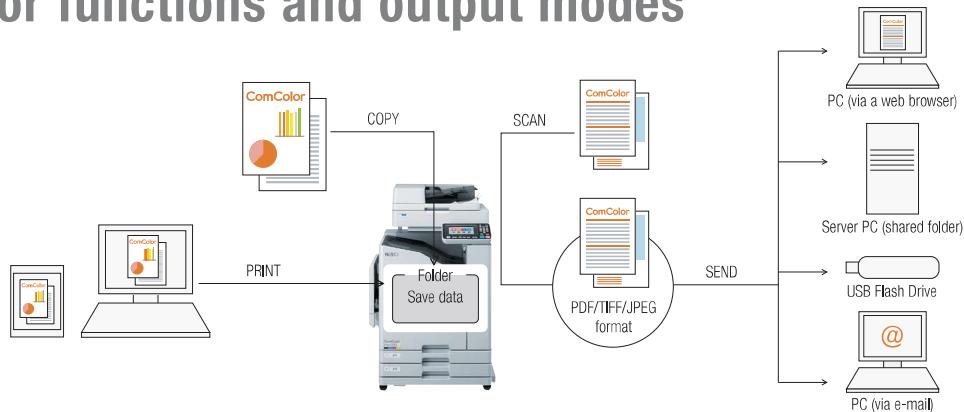 or functions and output modes
ComColor
COPY
SCAN
ComColor
PC (via a web browser)
Server PC (shared folder)
ComColor
PRINT
Folder
Save data
ComColor
PDF/TIFF/JPEG
format
SEND
USB Flash Drive
@
PC (via e-mail)